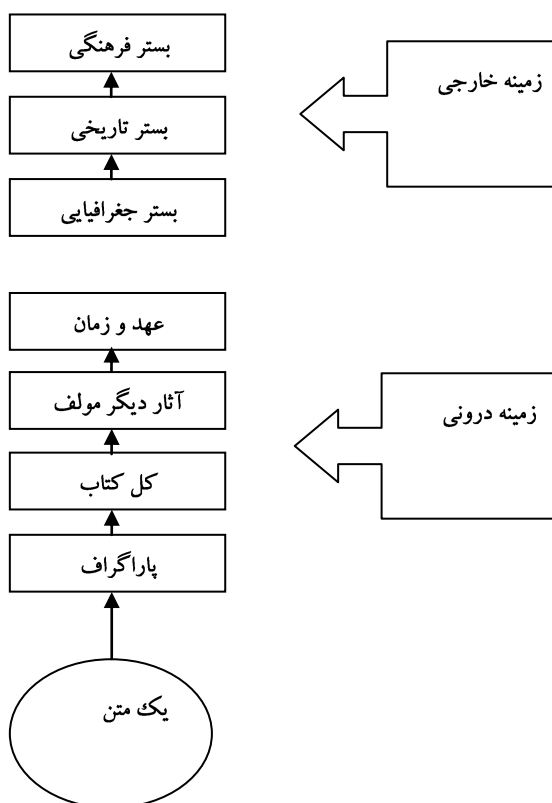 بستر فرهنگی
زمینه خارجی
بستر تاریخی
بستر جغرافیایی
عهد و زمان
آثار دیگر مولف
زمینه درونی
کل کتاب
پاراگراف
یک متن